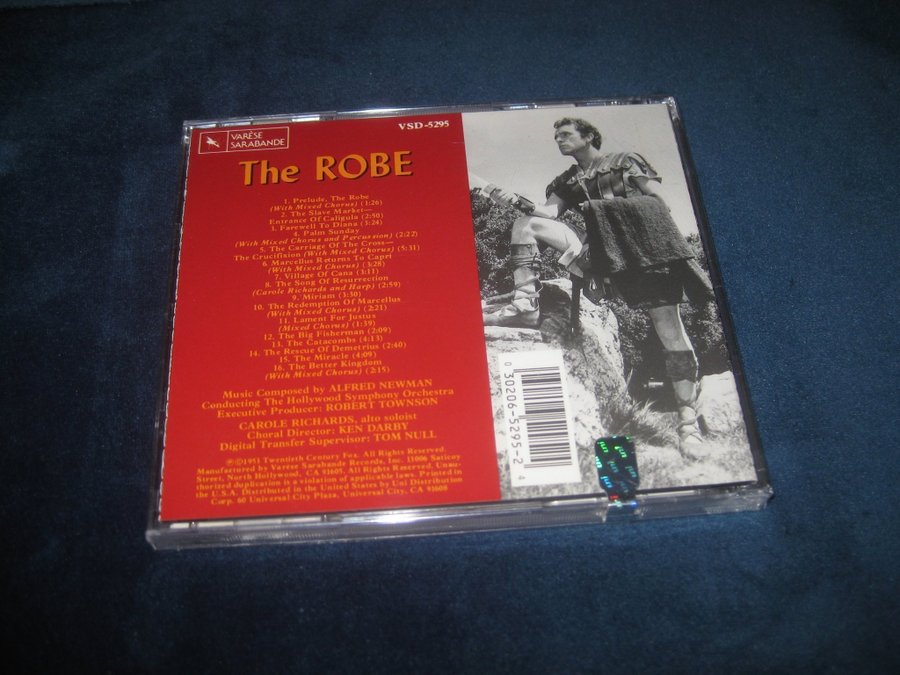 VARÈSE
SARABANDE
VSD-5295
The ROBE
1. Prelude, The Robe
(With Mixed Chorus) (1:26)
2. The Slave Market—
Entrance Of Caligula (2:50)
3. Farewell To Diana (3:24)
4. Palm Sunday
(With Mixed Chorus and Percussion) (2:22)
5. The Carriage Of The Cross—
The Crucifixion (With Mixed Chorus) (5:31)
6. Marcellus Returns To Capri
(With Mixed Chorus) (3:28)
7. Village Of Cana (3:11)
8. The Song Of Resurrection
(Carole Richards and Harp) (2:59)
9. Miriam (3:30)
10. The Redemption Of Marcellus
(With Mixed Chorus) (2:21)
11. Lament For Justus
(Mixed Chorus) (1:39)
12. The Big Fisherman (2:09)
13. The Catacombs (4:13)
14. The Rescue Of Demetrius (2:40)
15. The Miracle (4:09)
16. The Better Kingdom
(With Mixed Chorus) (2:15)
Music Composed by ALFRED NEWMAN
Conducting The Hollywood Symphony Orchestra
Executive Producer: ROBERT TOWNSON
CAROLE RICHARDS, alto soloist
Choral Director: KEN DARBY
Digital Transfer Supervisor: TOM NULL
℗©1953 Twentieth Century Fox. All Rights Reserved.
Manufactured by Varèse Sarabande Records, Inc. 11006 Saticoy
Street, North Hollywood, CA 91605. All Rights Reserved. Unau-
thorized duplication is a violation of applicable laws. Printed in
the U.S.A. Distributed in the United States by Uni Distribution
Corp. 60 Universal City Plaza, Universal City, CA 91608
0 30206-5295-2 4